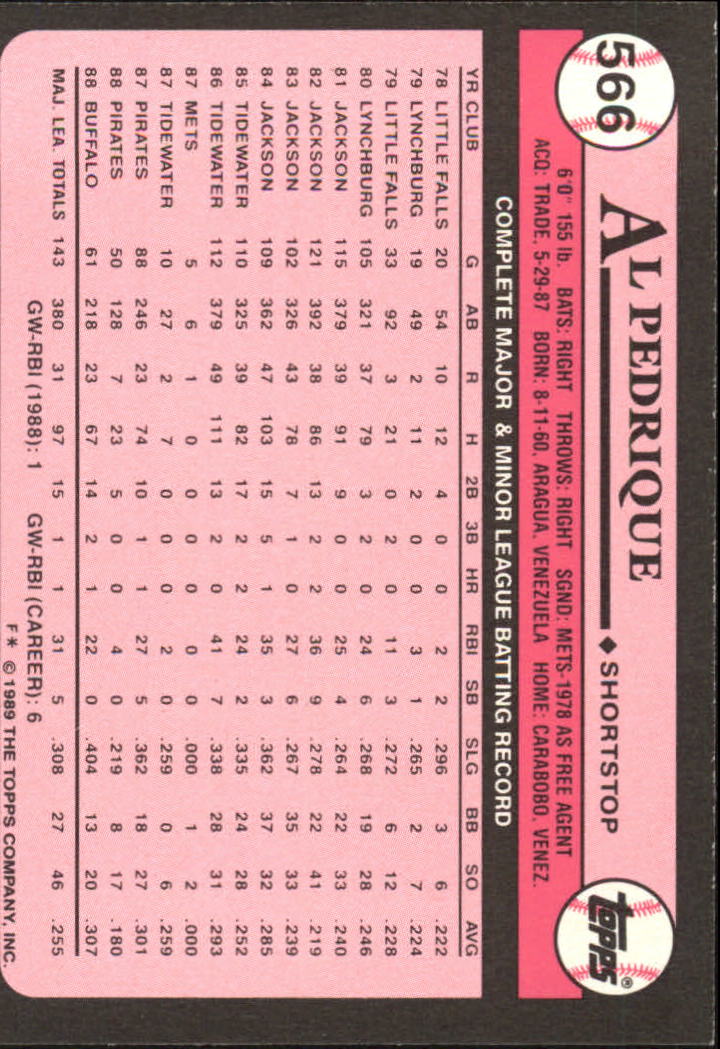 566
AL PEDRIQUE ♦ SHORTSTOP
topps®
6'0" 155 lb. BATS: RIGHT THROWS: RIGHT SGND: METS-1978 AS FREE AGENT
ACQ: TRADE, 5-29-87 BORN: 8-11-60, ARAGUA, VENEZUELA HOME: CARABOBO, VENEZ.
COMPLETE MAJOR & MINOR LEAGUE BATTING RECORD
YR CLUB G AB R H 2B 3B HR RBI SB SLG BB SO AVG
78 LITTLE FALLS 20 54 10 12 4 0 0 2 2 .296 3 6 .222
79 LYNCHBURG 19 49 2 11 2 0 0 3 1 .265 2 7 .224
79 LITTLE FALLS 33 92 3 21 0 2 0 11 3 .272 6 12 .228
80 LYNCHBURG 105 321 37 79 3 2 0 24 6 .268 19 28 .246
81 JACKSON 115 379 39 91 9 0 0 25 4 .264 22 33 .240
82 JACKSON 121 392 38 86 13 2 2 36 9 .278 22 41 .219
83 JACKSON 102 326 43 78 7 1 0 27 6 .267 35 33 .239
84 JACKSON 109 362 47 103 15 5 1 35 3 .362 37 32 .285
85 TIDEWATER 110 325 39 82 17 2 2 24 2 .335 24 28 .252
86 TIDEWATER 112 379 49 111 13 2 0 41 7 .338 28 31 .293
87 METS 5 6 1 0 0 0 0 0 0 .000 1 2 .000
87 TIDEWATER 10 27 2 7 0 0 0 2 0 .259 0 6 .259
87 PIRATES 88 246 23 74 10 1 1 27 5 .362 18 27 .301
88 PIRATES 50 128 7 23 5 0 0 4 0 .219 8 17 .180
88 BUFFALO 61 218 23 67 14 2 1 22 0 .404 13 20 .307
MAJ. LEA. TOTALS 143 380 31 97 15 1 1 31 5 .308 27 46 .255
GW-RBI (1988): 1 GW-RBI (CAREER): 6
F* © 1989 THE TOPPS COMPANY, INC.